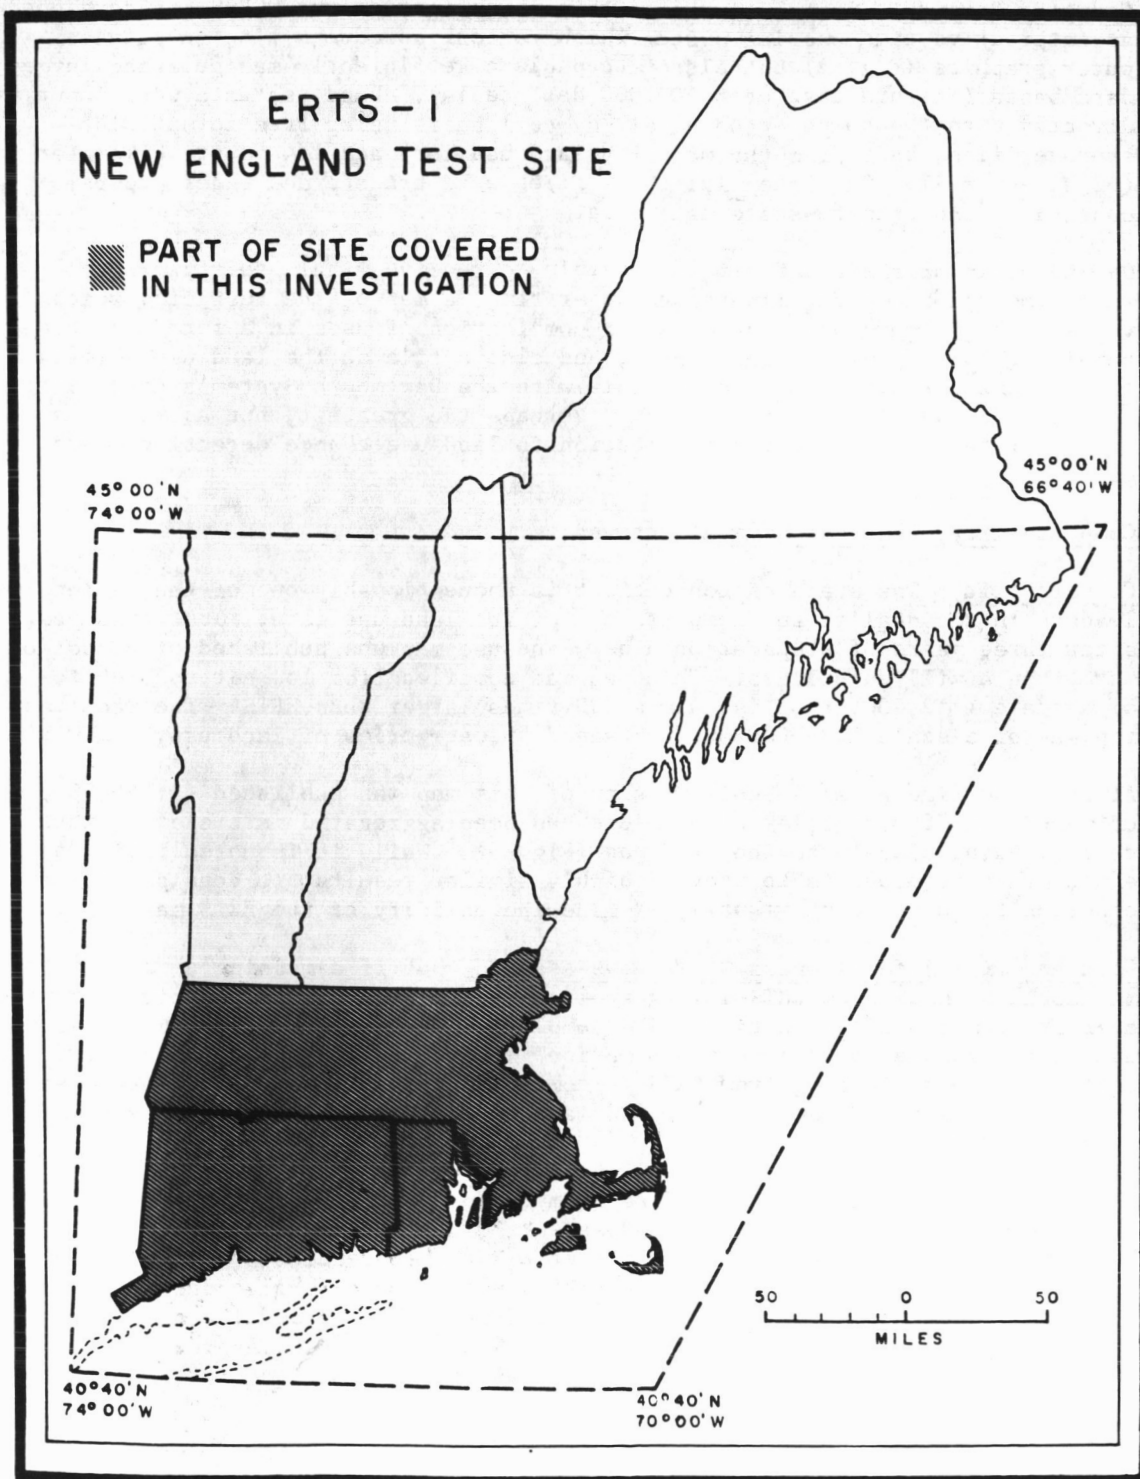 ERTS-1
NEW ENGLAND TEST SITE
PART OF SITE COVERED
IN THIS INVESTIGATION
45°00'N
74°00'W
45°00'N
66°40'W
50 0 50
MILES
40°40'N
74°00'W
40°40'N
70°00'W